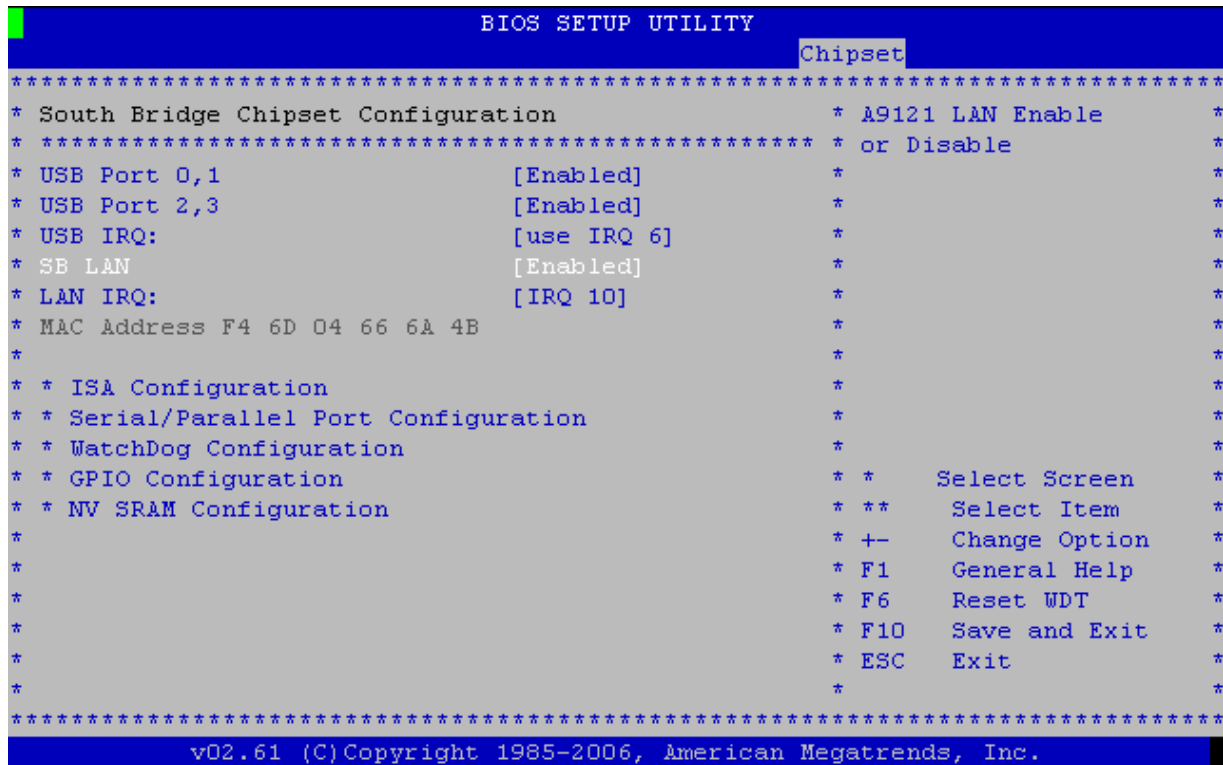 BIOS SETUP UTILITY
Chipset
********************************************************************************
* South Bridge Chipset Configuration * A9121 LAN Enable *
* *************************************************** * or Disable *
* USB Port 0,1 [Enabled] * *
* USB Port 2,3 [Enabled] * *
* USB IRQ: [use IRQ 6] * *
* SB LAN [Enabled] * *
* LAN IRQ: [IRQ 10] * *
* MAC Address F4 6D 04 66 6A 4B * *
* * *
* * ISA Configuration * *
* * Serial/Parallel Port Configuration * *
* * WatchDog Configuration * *
* * GPIO Configuration * * Select Screen *
* * NV SRAM Configuration * ** Select Item *
* * +- Change Option *
* * F1 General Help *
* * F6 Reset WDT *
* * F10 Save and Exit *
* * ESC Exit *
* * *
********************************************************************************
v02.61 (C)Copyright 1985-2006, American Megatrends, Inc.